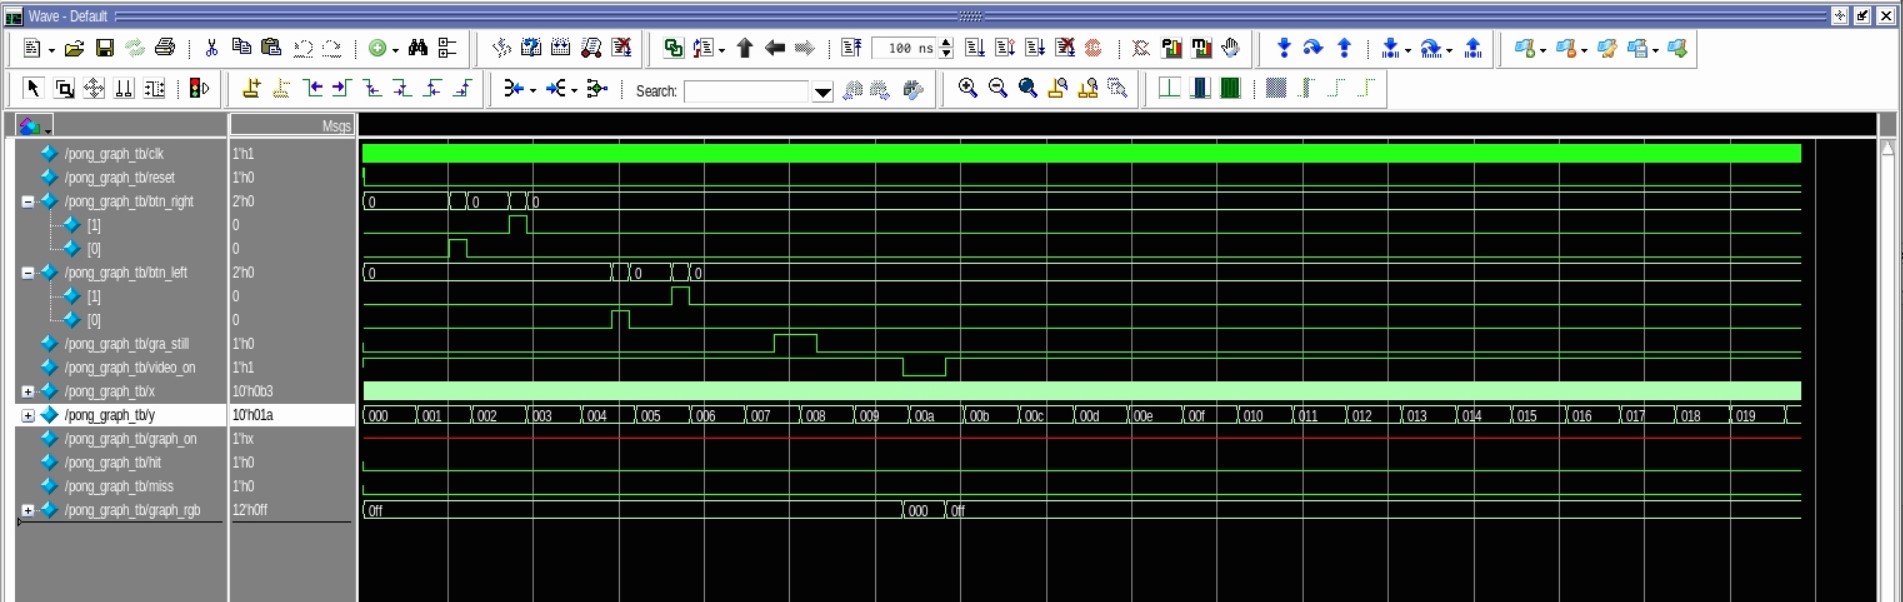 Wave - Default
100 ns
Search:
Msgs
/pong_graph_tb/clk 1'h1
/pong_graph_tb/reset 1'h0
/pong_graph_tb/btn_right 2'h0 0 0 0
[1] 0
[0] 0
/pong_graph_tb/btn_left 2'h0 0 0 0
[1] 0
[0] 0
/pong_graph_tb/gra_still 1'h0
/pong_graph_tb/video_on 1'h1
/pong_graph_tb/x 10'h0b3
/pong_graph_tb/y 10'h01a 000 001 002 003 004 005 006 007 008 009 00a 00b 00c 00d 00e 00f 010 011 012 013 014 015 016 017 018 019
/pong_graph_tb/graph_on 1'hx
/pong_graph_tb/hit 1'h0
/pong_graph_tb/miss 1'h0
/pong_graph_tb/graph_rgb 12'h0ff 0ff 000 0ff